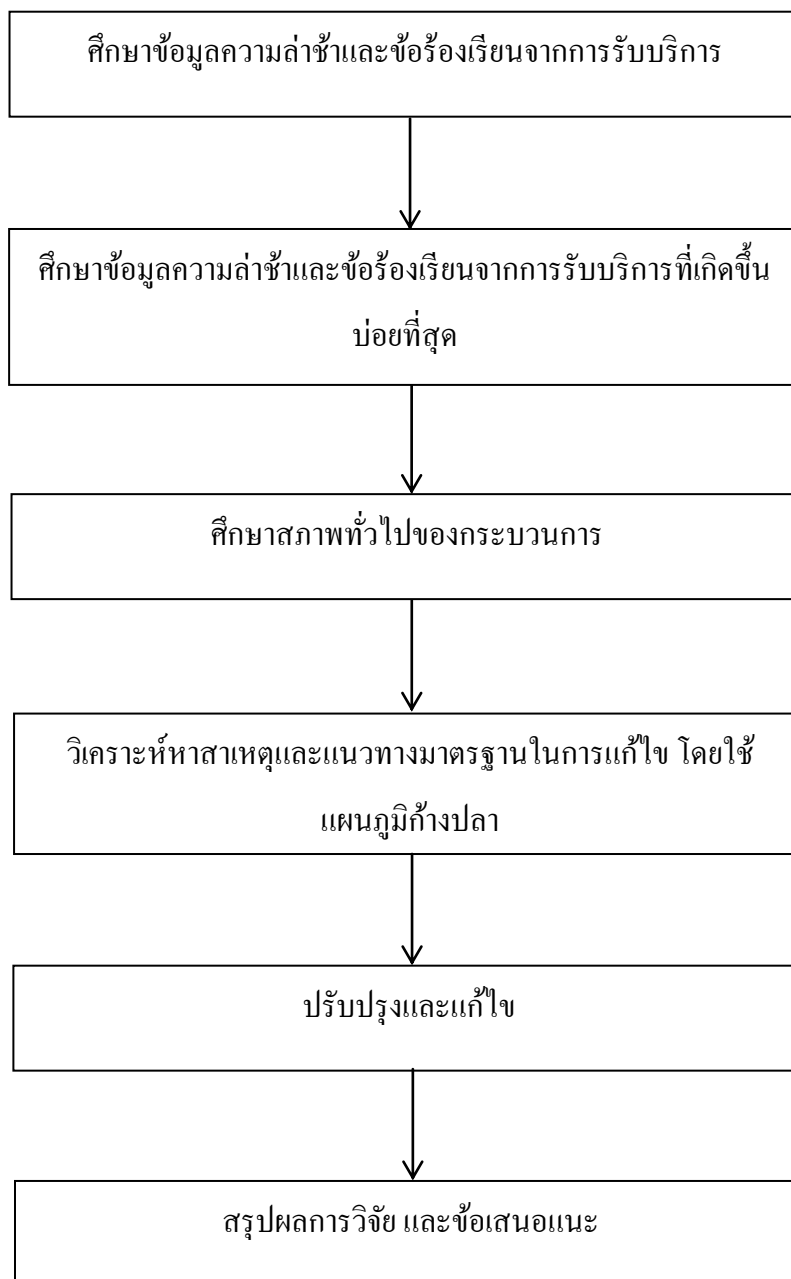 ศึกษาข้อมูลความล่าช้าและข้อร้องเรียนจากการรับบริการ
ศึกษาข้อมูลความล่าช้าและข้อร้องเรียนจากการรับบริการที่เกิดขึ้น
บ่อยที่สุด
ศึกษาสภาพทั่วไปของกระบวนการ
วิเคราะห์หาสาเหตุและแนวทางมาตรฐานในการแก้ไข โดยใช้
แผนภูมิก้างปลา
ปรับปรุงและแก้ไข
สรุปผลการวิจัย และข้อเสนอแนะ